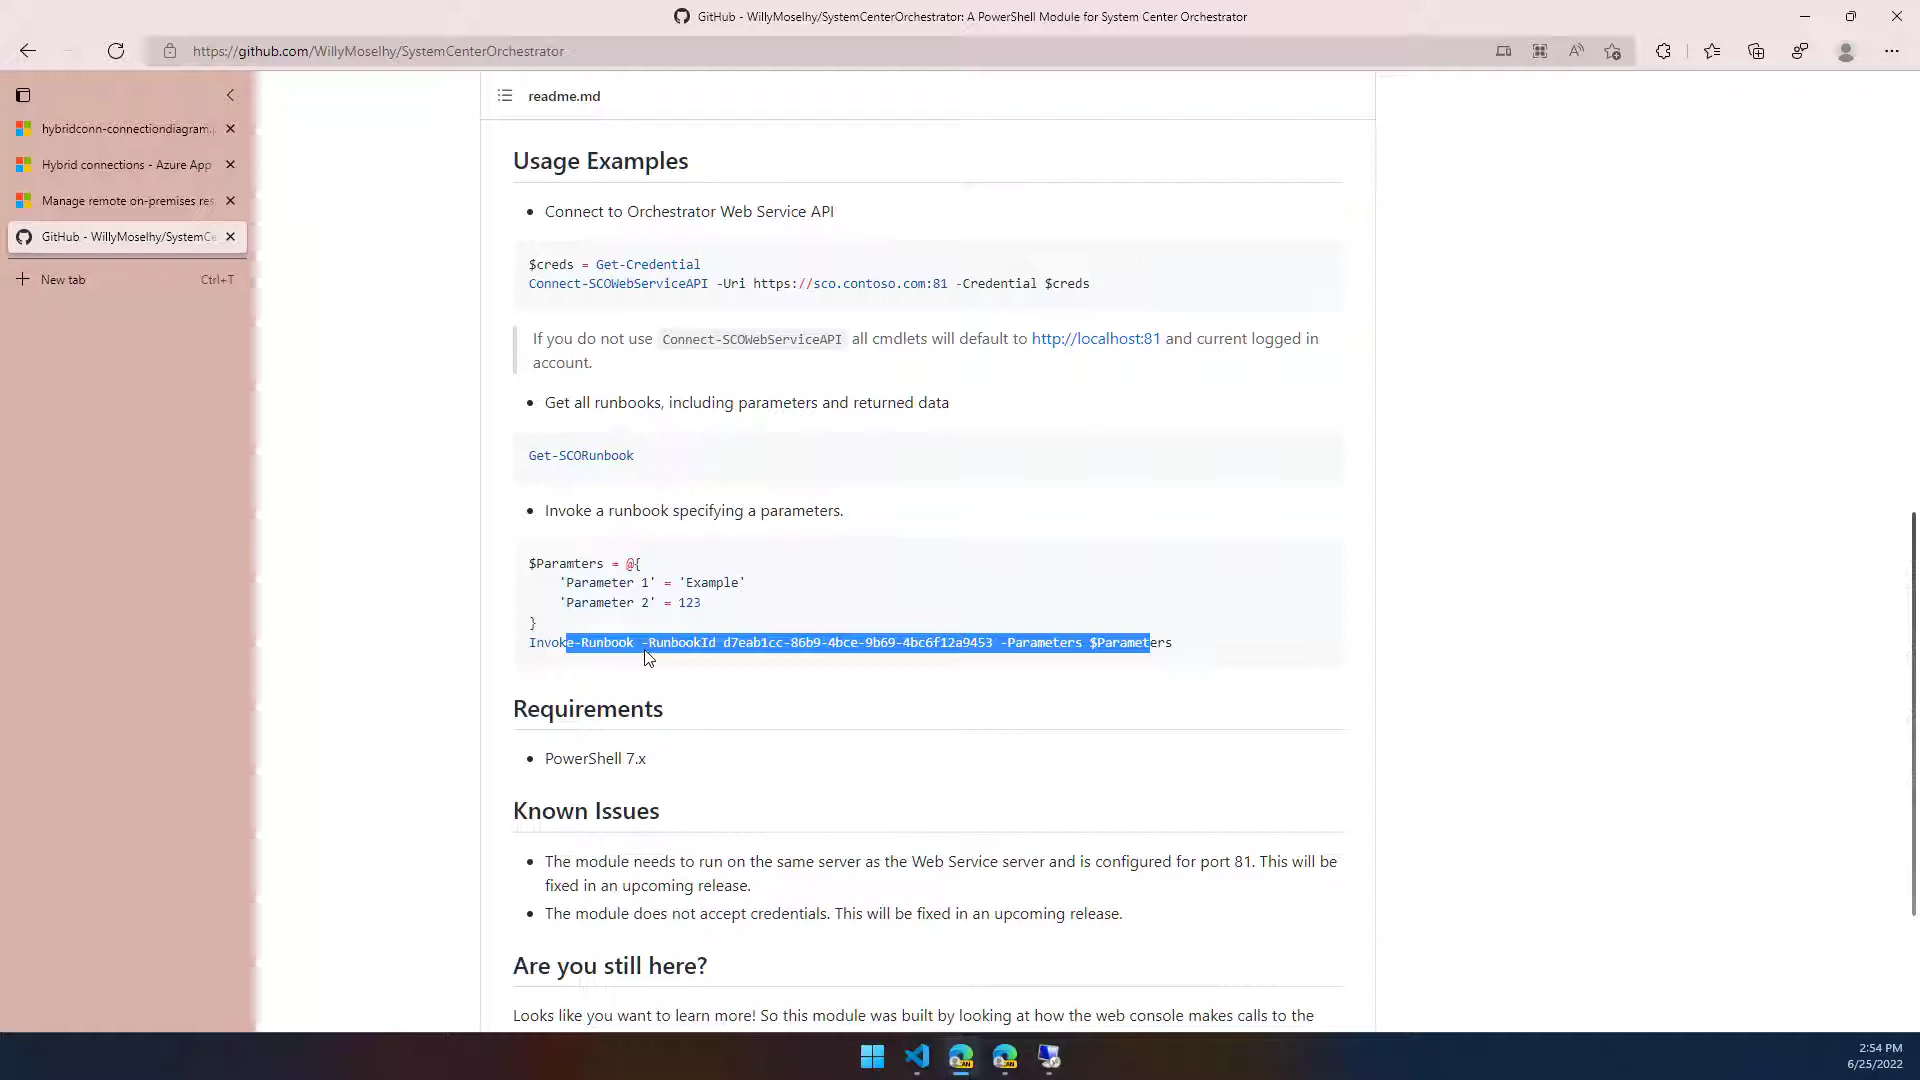 GitHub - WillyMoselhy/SystemCenterOrchestrator: A PowerShell Module for System Center Orchestrator
https://github.com/WillyMoselhy/SystemCenterOrchestrator
hybridconn-connectiondiagram.
Hybrid connections - Azure App
Manage remote on-premises res
GitHub - WillyMoselhy/SystemCe
New tab Ctrl+T
readme.md
Usage Examples
Connect to Orchestrator Web Service API
$creds = Get-Credential
Connect-SCOWebServiceAPI -Uri https://sco.contoso.com:81 -Credential $creds
If you do not use Connect-SCOWebServiceAPI all cmdlets will default to http://localhost:81 and current logged in
account.
Get all runbooks, including parameters and returned data
Get-SCORunbook
Invoke a runbook specifying a parameters.
$Paramters = @{
'Parameter 1' = 'Example'
'Parameter 2' = 123
}
Invoke-Runbook -RunbookId d7eab1cc-86b9-4bce-9b69-4bc6f12a9453 -Parameters $Parameters
Requirements
PowerShell 7.x
Known Issues
The module needs to run on the same server as the Web Service server and is configured for port 81. This will be
fixed in an upcoming release.
The module does not accept credentials. This will be fixed in an upcoming release.
Are you still here?
Looks like you want to learn more! So this module was built by looking at how the web console makes calls to the
2:54 PM
6/25/2022